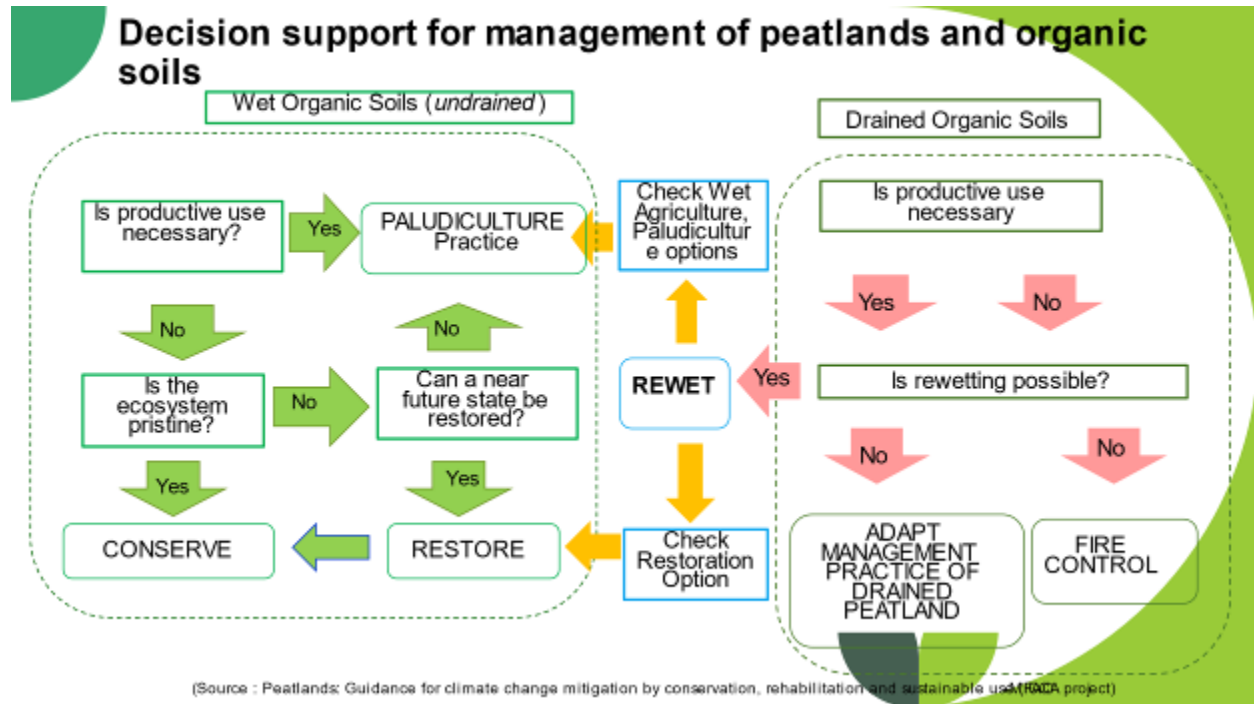 Decision support for management of peatlands and organic
soils
Wet Organic Soils (undrained)
Drained Organic Soils
Is productive use
necessary?
Yes
PALUDICULTURE
Practice
Check Wet
Agriculture,
Paludicultur
e options
Is productive use
necessary
Yes
No
No
No
Is the
ecosystem
pristine?
No
Can a near
future state be
restored?
REWET
Yes
Is rewetting possible?
Yes
Yes
No
No
CONSERVE
RESTORE
Check
Restoration
Option
ADAPT
MANAGEMENT
PRACTICE OF
DRAINED
PEATLAND
FIRE
CONTROL
(Source : Peatlands: Guidance for climate change mitigation by conservation, rehabilitation and sustainable use project)